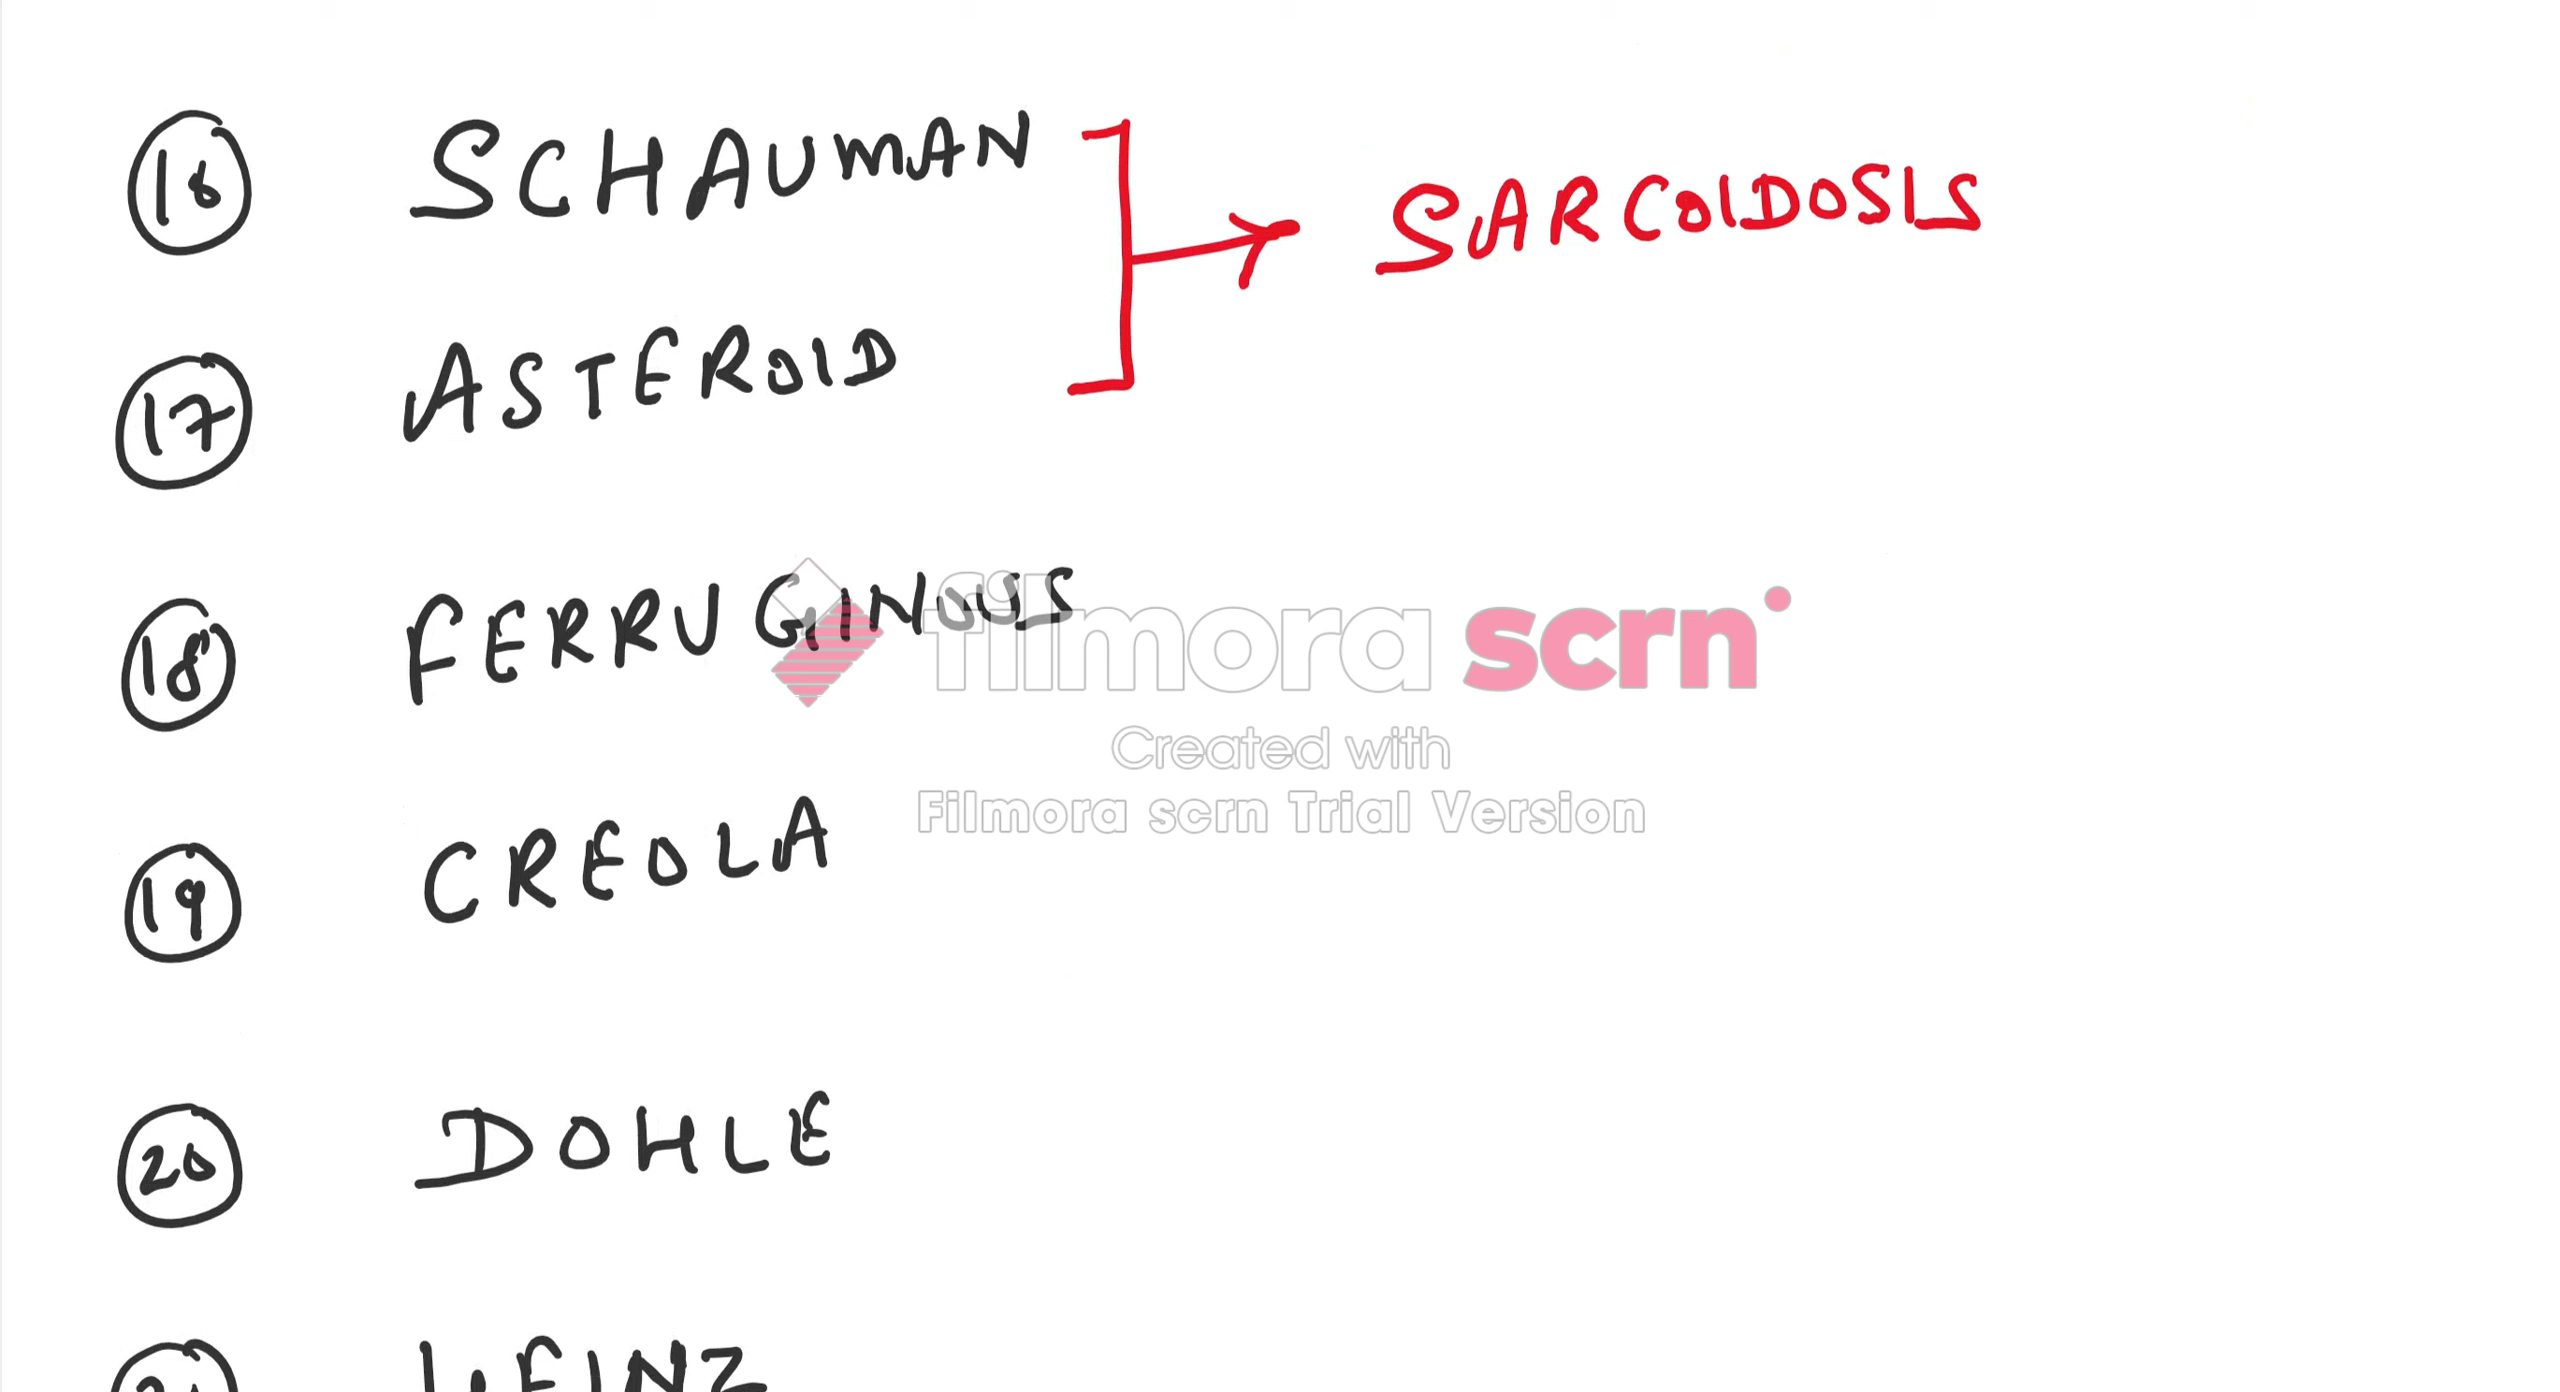 16 SCHAUMAN
SARCOIDOSIS
17 ASTEROID
18 FERRUGINOUS
filmora scrn
Created with
Filmora scrn Trial Version
19 CREOLA
20 DOHLE
HEINZ